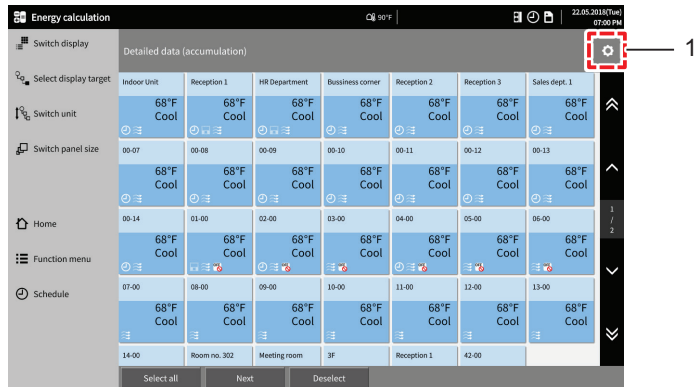 Energy calculation
90°F
22.05.2018(Tue)
07:00 PM
1
Switch display
Select display target
Switch unit
Switch panel size
Home
Function menu
Schedule
Detailed data (accumulation)
Indoor Unit Reception 1 HR Department Bussiness corner Reception 2 Reception 3 Sales dept. 1
68°F 68°F 68°F 68°F 68°F 68°F 68°F
Cool Cool Cool Cool Cool Cool Cool
00-07 00-08 00-09 00-10 00-11 00-12 00-13
68°F 68°F 68°F 68°F 68°F 68°F 68°F
Cool Cool Cool Cool Cool Cool Cool
00-14 01-00 02-00 03-00 04-00 05-00 06-00
68°F 68°F 68°F 68°F 68°F 68°F 68°F
Cool Cool Cool Cool Cool Cool Cool
07-00 08-00 09-00 10-00 11-00 12-00 13-00
68°F 68°F 68°F 68°F 68°F 68°F 68°F
Cool Cool Cool Cool Cool Cool Cool
14-00 Room no. 302 Meeting room 3F Reception 1 42-00
1
/
2
Select all Next Deselect